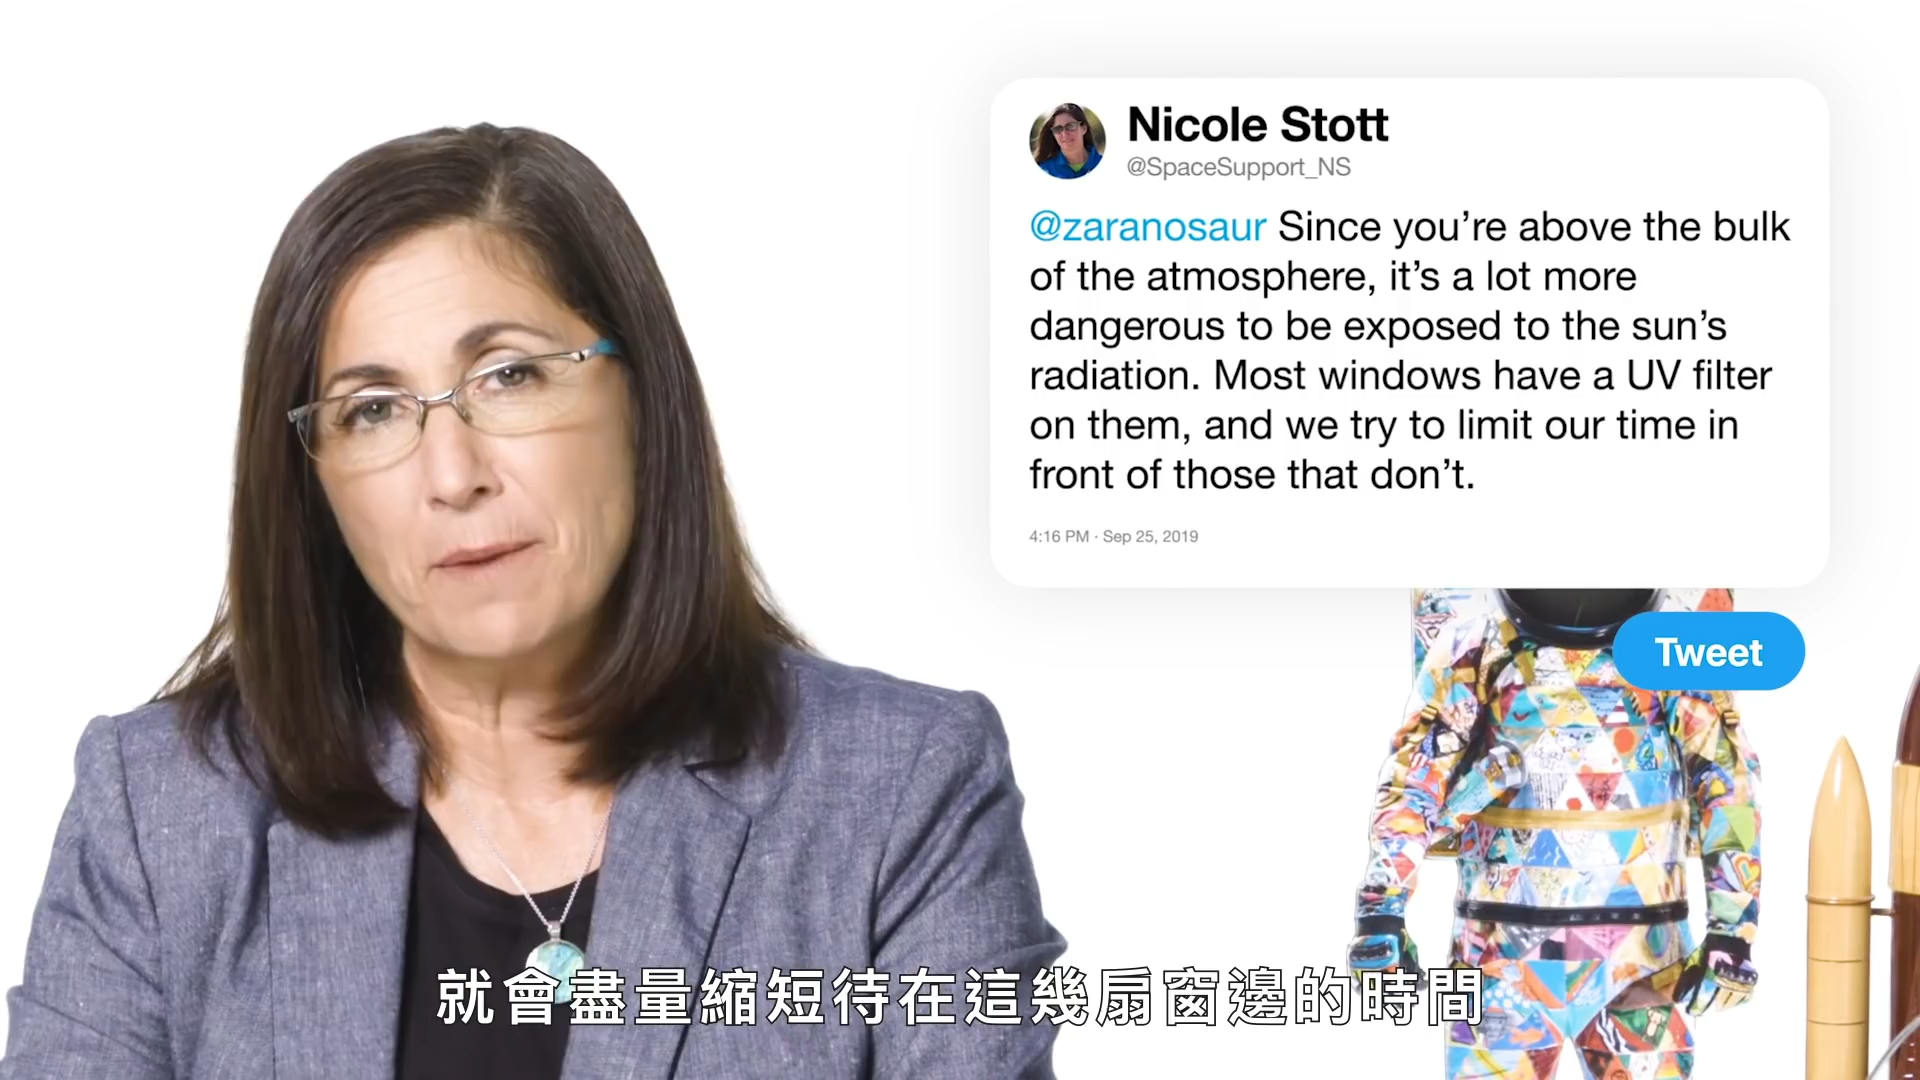 Nicole Stott
@SpaceSupport_NS
@zaranosaur Since you’re above the bulk
of the atmosphere, it’s a lot more
dangerous to be exposed to the sun’s
radiation. Most windows have a UV filter
on them, and we try to limit our time in
front of those that don’t.
4:16 PM · Sep 25, 2019
Tweet
就會盡量縮短待在這幾扇窗邊的時間